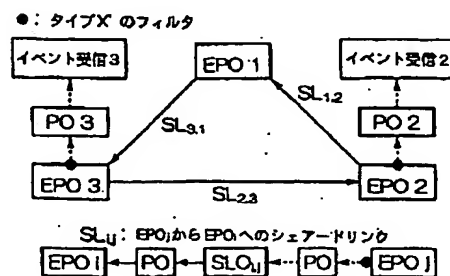 ●: タイプX のフィルタ
イベント受信3
イベント受信2
EPO 1
PO 3
PO 2
SL3,1
SL1,2
EPO 3
EPO 2
SL2,3
SLi,j: EPOjからEPOiへのシェアードリンク
EPO i
PO
SLOi,j
PO
EPO j